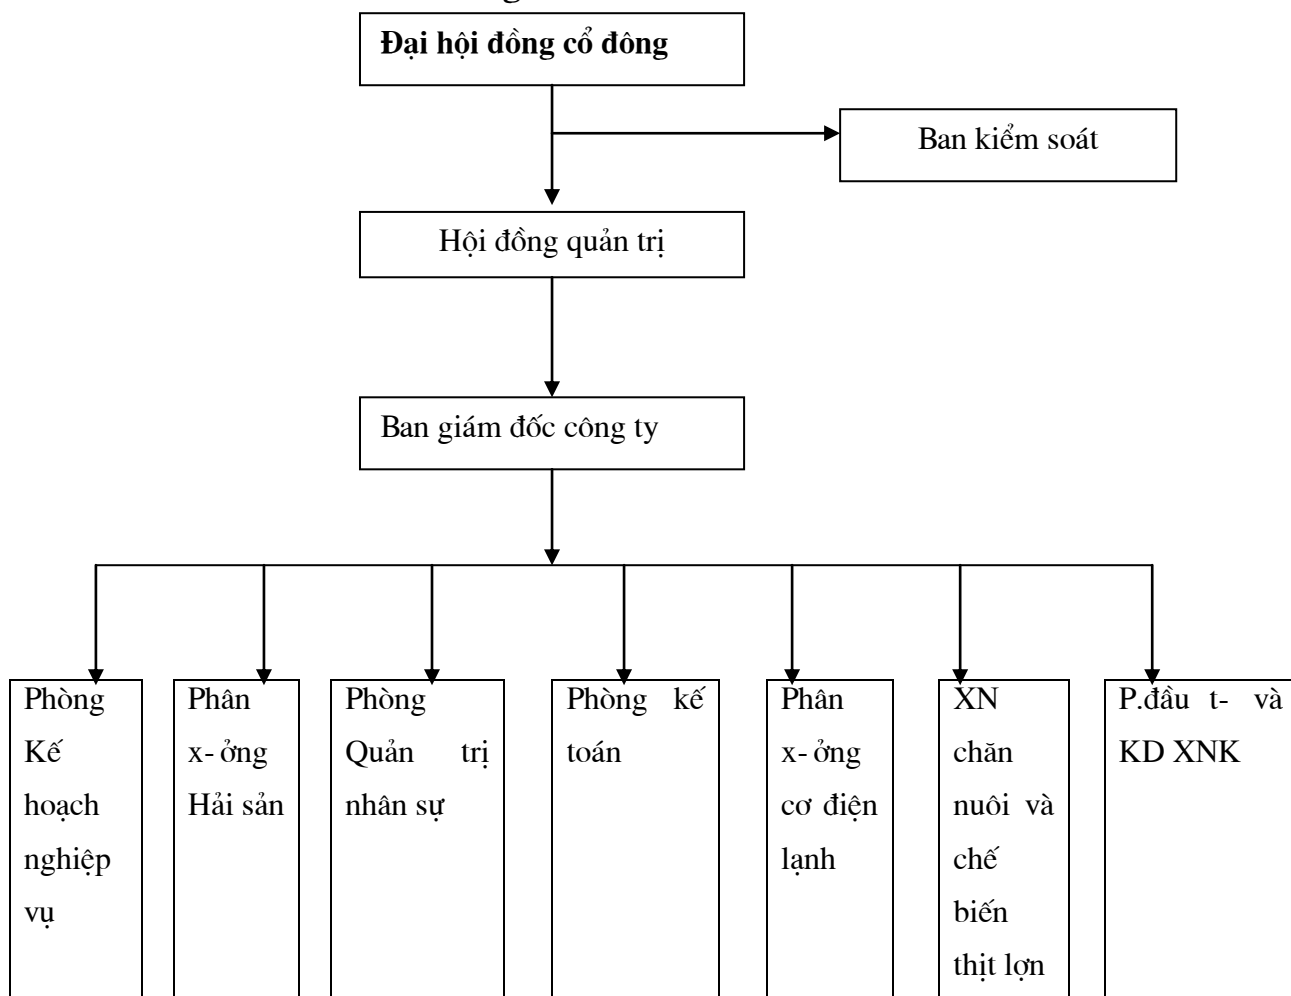 g
Đại hội đồng cổ đông
Ban kiểm soát
Hội đồng quản trị
Ban giám đốc công ty
Phòng
Kế
hoạch
nghiệp
vụ
Phân
x- ởng
Hải sản
Phòng
Quản trị
nhân sự
Phòng kế
toán
Phân
x- ởng
cơ điện
lạnh
XN
chăn
nuôi và
chế
biến
thịt lợn
P.đầu t- và
KD XNK